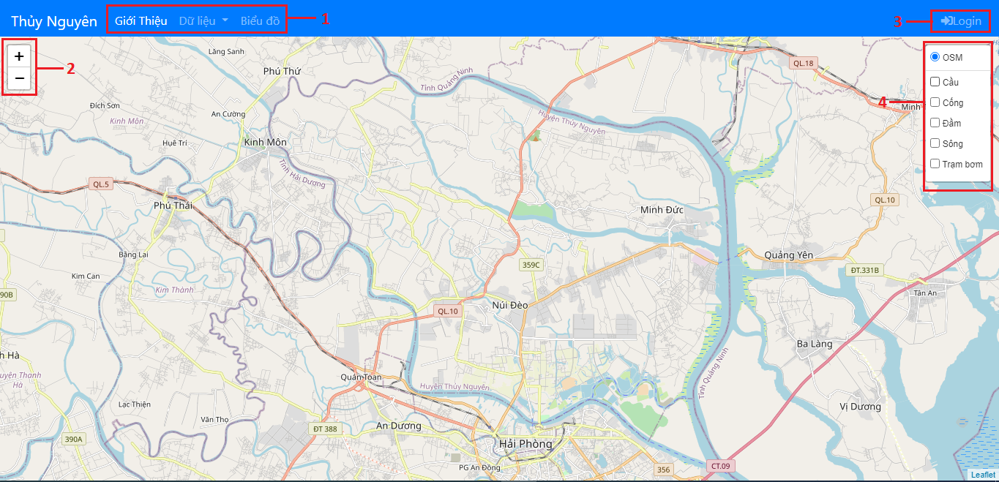 Thủy Nguyên
Giới Thiệu
Dữ liệu
Biểu đồ
1
3
Login
+
−
2
OSM
Cầu
Cống
Đầm
Sông
Trạm bơm
4
Lãng Sanh
Phú Thứ
Tỉnh Quảng Ninh
QL.18
Đích Sơn
Kinh Môn
An Cường
Huyện Thủy Nguyên
Minh
Huệ Trí
Kinh Môn
Tỉnh Hải Dương
QL.5
Phú Thái
QL.10
Minh Đức
Bằng Lai
359C
Quảng Yên
ĐT.331B
Kim Can
Kim Thành
90B
Tân An
Núi Đèo
QL.10
Ba Làng
h Hà
uyện Thanh
Hà
Quán Toan
Huyện Thủy Nguyên
Tỉnh Quảng Ninh
Lạc Thiện
Vị Dương
Văn Thọ
An Dương
ĐT 388
390A
Hải Phòng
PG An Đồng
356
CT.09
Leaflet